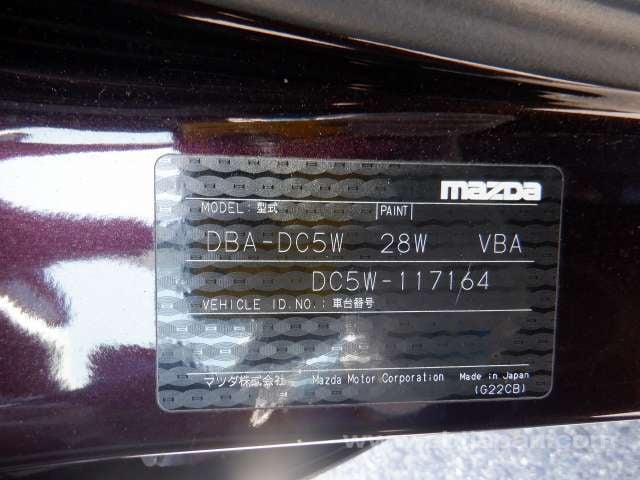 mazda
MODEL:型式 PAINT
DBA-DC5W 28W VBA
DC5W-117164
VEHICLE ID.NO.:車台番号
マツダ株式会社 Mazda Motor Corporation Made in Japan
(G22CB)